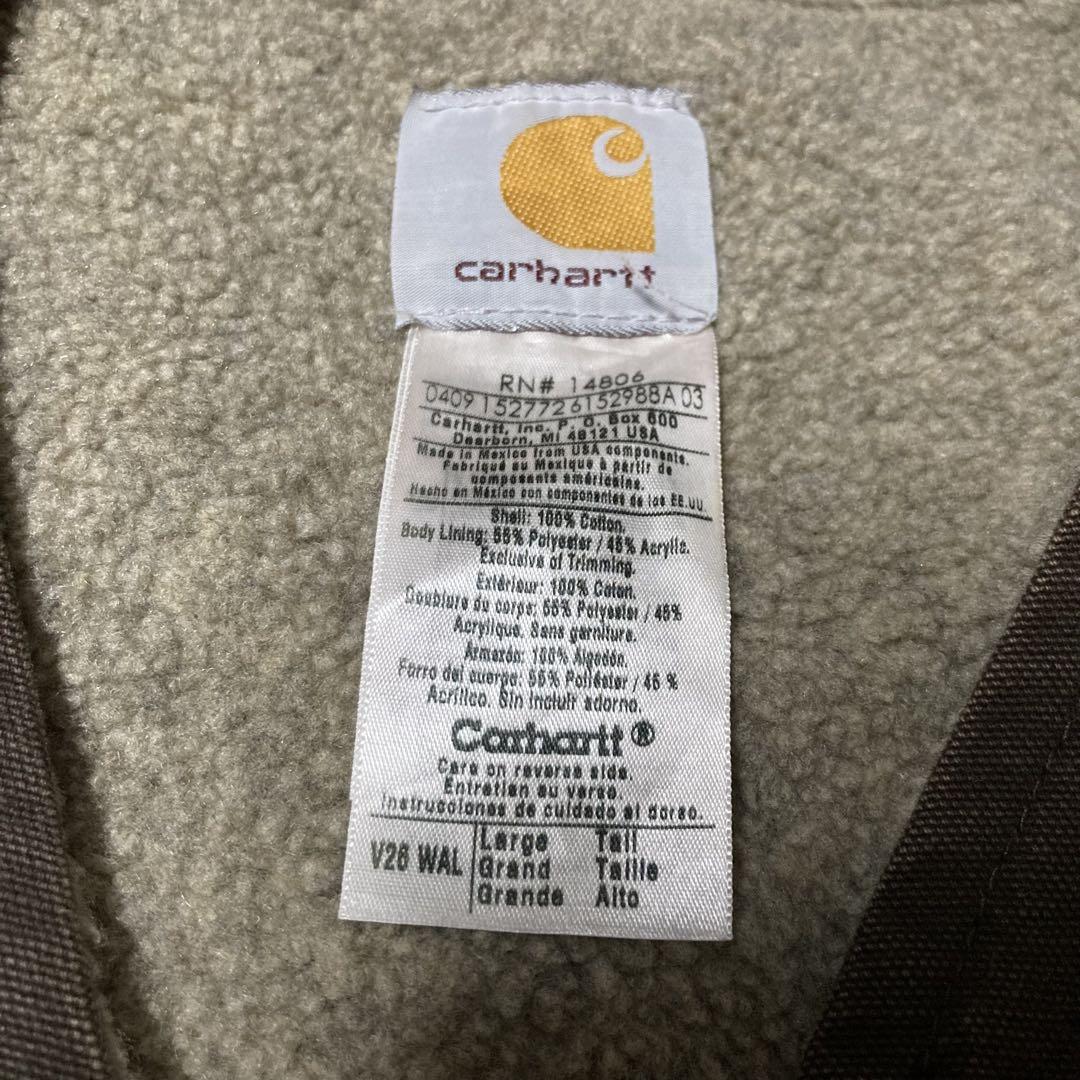 carhartt
RN# 14806
0409 1527726152988A 03
Carhartt, Inc. P. O. Box 600
Dearborn, MI 48121 USA
Made in Mexico from USA components.
Fabriqué au Mexique à partir de
composants américains.
Hecho en México con componentes de los EE.UU.
Shell: 100% Cotton.
Body Lining: 55% Polyester / 45% Acrylic.
Exclusive of Trimming.
Extérieur: 100% Coton.
Doublure du corps: 55% Polyester / 45%
Acrylique. Sans garniture.
Armazón: 100% Algodón.
Forro del cuerpo: 55% Poliéster / 45 %
Acrílico. Sin incluir adorno.
Carhartt®
Care on reverse side.
Entretien au verso.
Instrucciones de cuidado al dorso.
V26 WAL
Large Tall
Grand Taille
Grande Alto